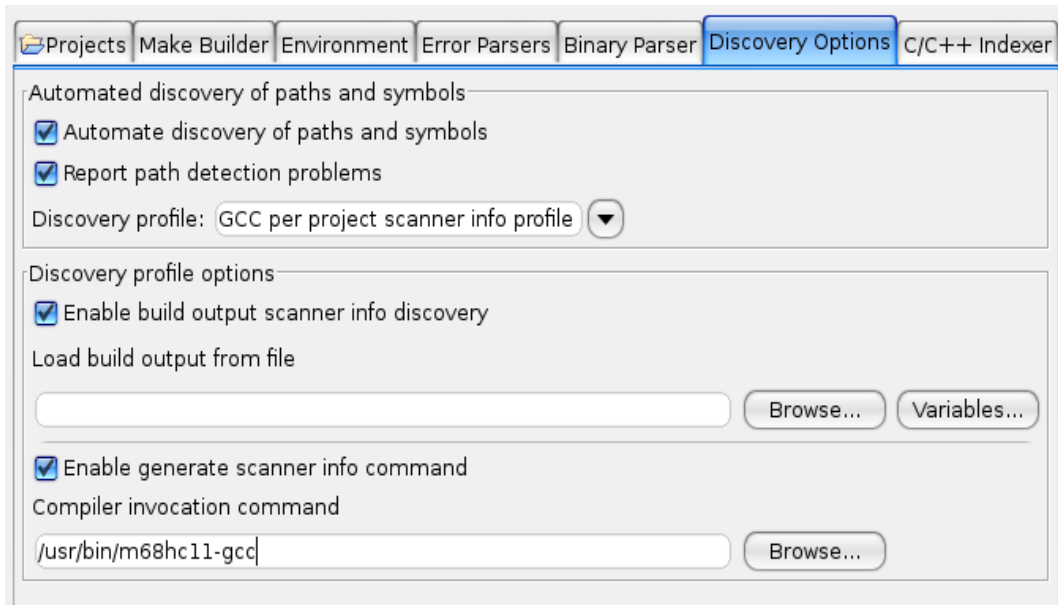 Projects Make Builder Environment Error Parsers Binary Parser Discovery Options C/C++ Indexer
Automated discovery of paths and symbols
Automate discovery of paths and symbols
Report path detection problems
Discovery profile: GCC per project scanner info profile
Discovery profile options
Enable build output scanner info discovery
Load build output from file
Browse... Variables...
Enable generate scanner info command
Compiler invocation command
/usr/bin/m68hc11-gcc Browse...